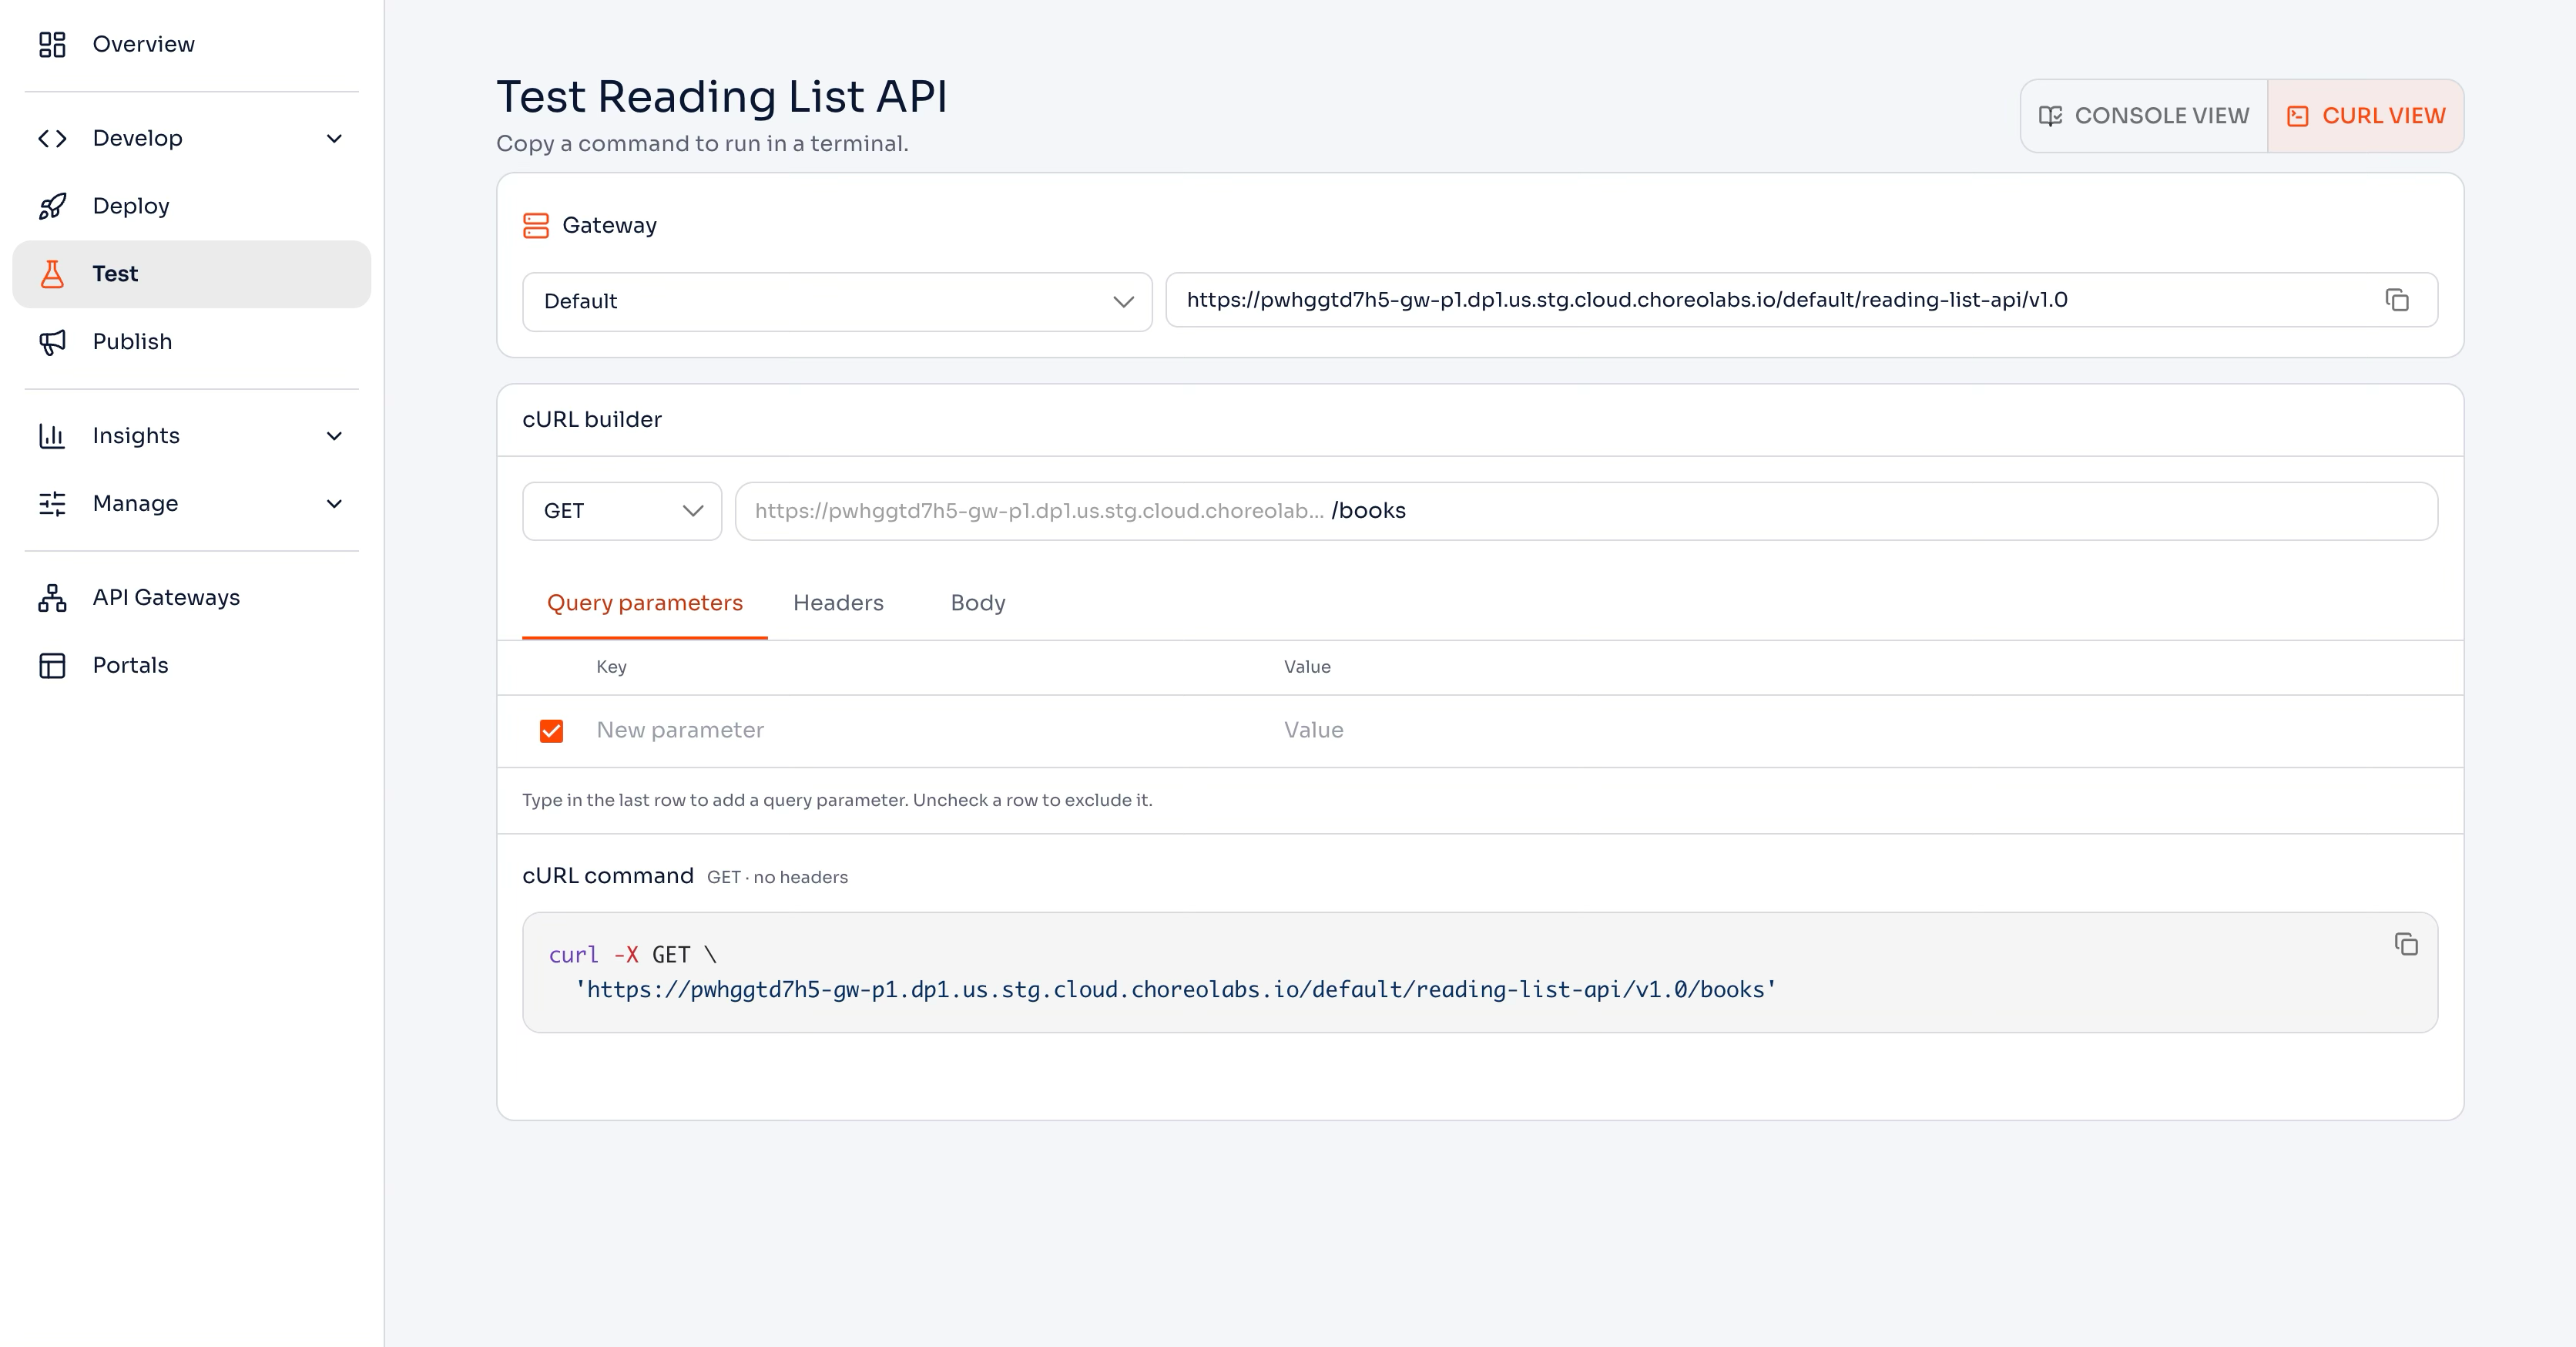 Overview
Develop
Deploy
Test
Publish
Insights
Manage
API Gateways
Portals
Test Reading List API
Copy a command to run in a terminal.
CONSOLE VIEW
CURL VIEW
Gateway
Default
https://pwhggtd7h5-gw-p1.dp1.us.stg.cloud.choreolabs.io/default/reading-list-api/v1.0
cURL builder
GET
https://pwhggtd7h5-gw-p1.dp1.us.stg.cloud.choreolab... /books
Query parameters
Headers
Body
Key
Value
New parameter
Value
Type in the last row to add a query parameter. Uncheck a row to exclude it.
cURL command GET · no headers
curl -X GET \
'https://pwhggtd7h5-gw-p1.dp1.us.stg.cloud.choreolabs.io/default/reading-list-api/v1.0/books'